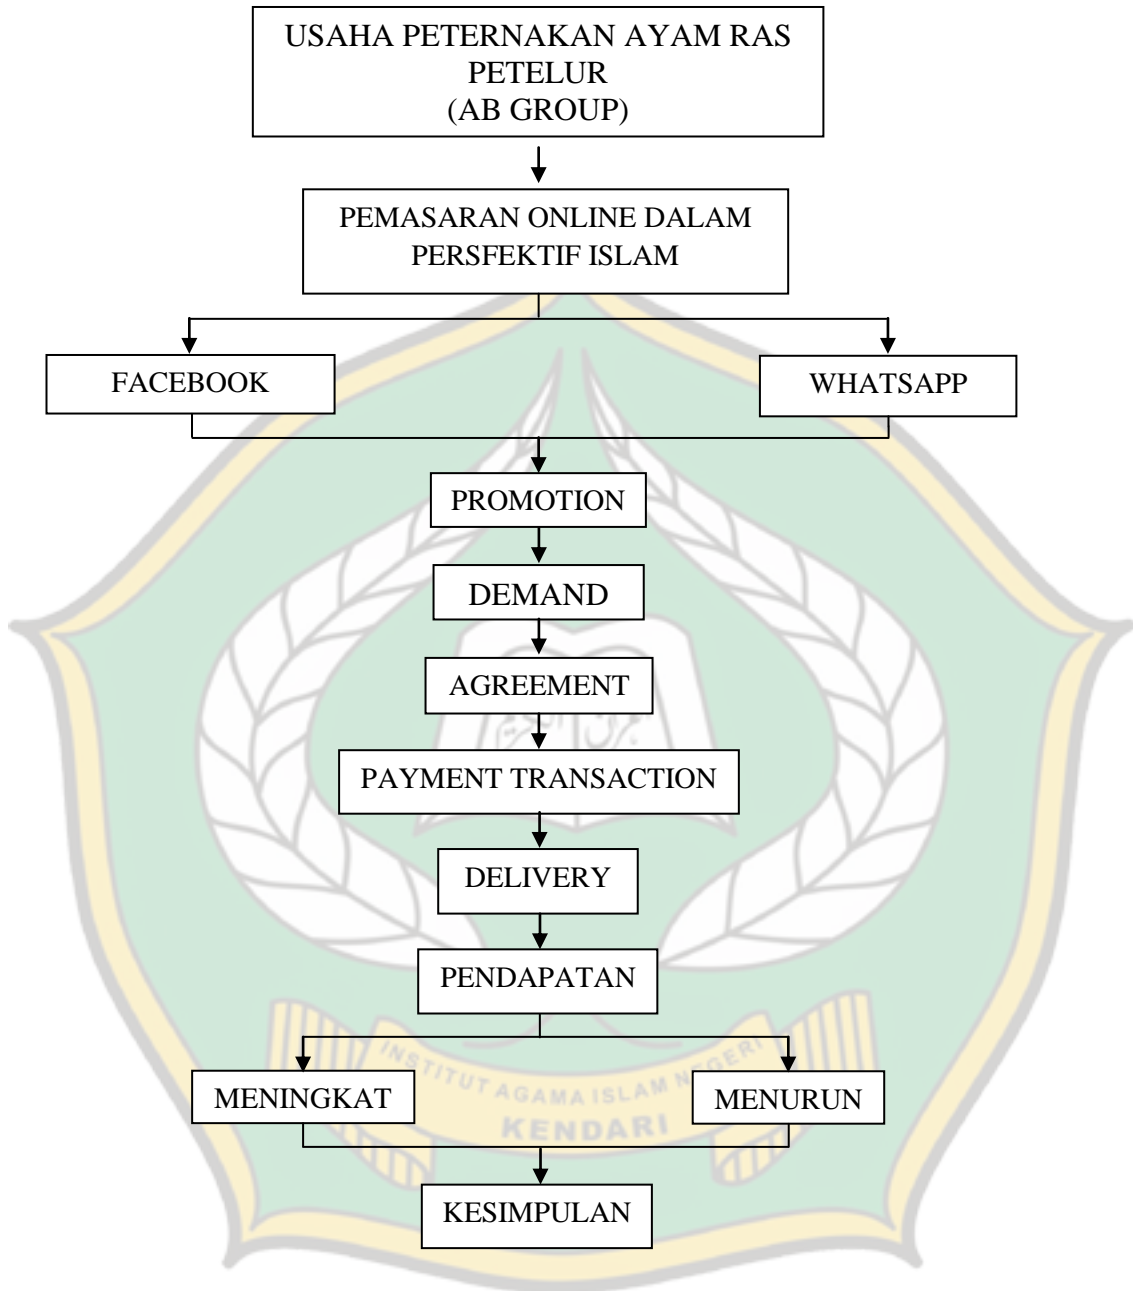 USAHA PETERNAKAN AYAM RAS
PETELUR
(AB GROUP)
PEMASARAN ONLINE DALAM
PERSFEKTIF ISLAM
FACEBOOK
WHATSAPP
PROMOTION
DEMAND
AGREEMENT
PAYMENT TRANSACTION
DELIVERY
PENDAPATAN
INSTITUT AGAMA ISLAM NEGERI
KENDARI
MENINGKAT
MENURUN
KESIMPULAN